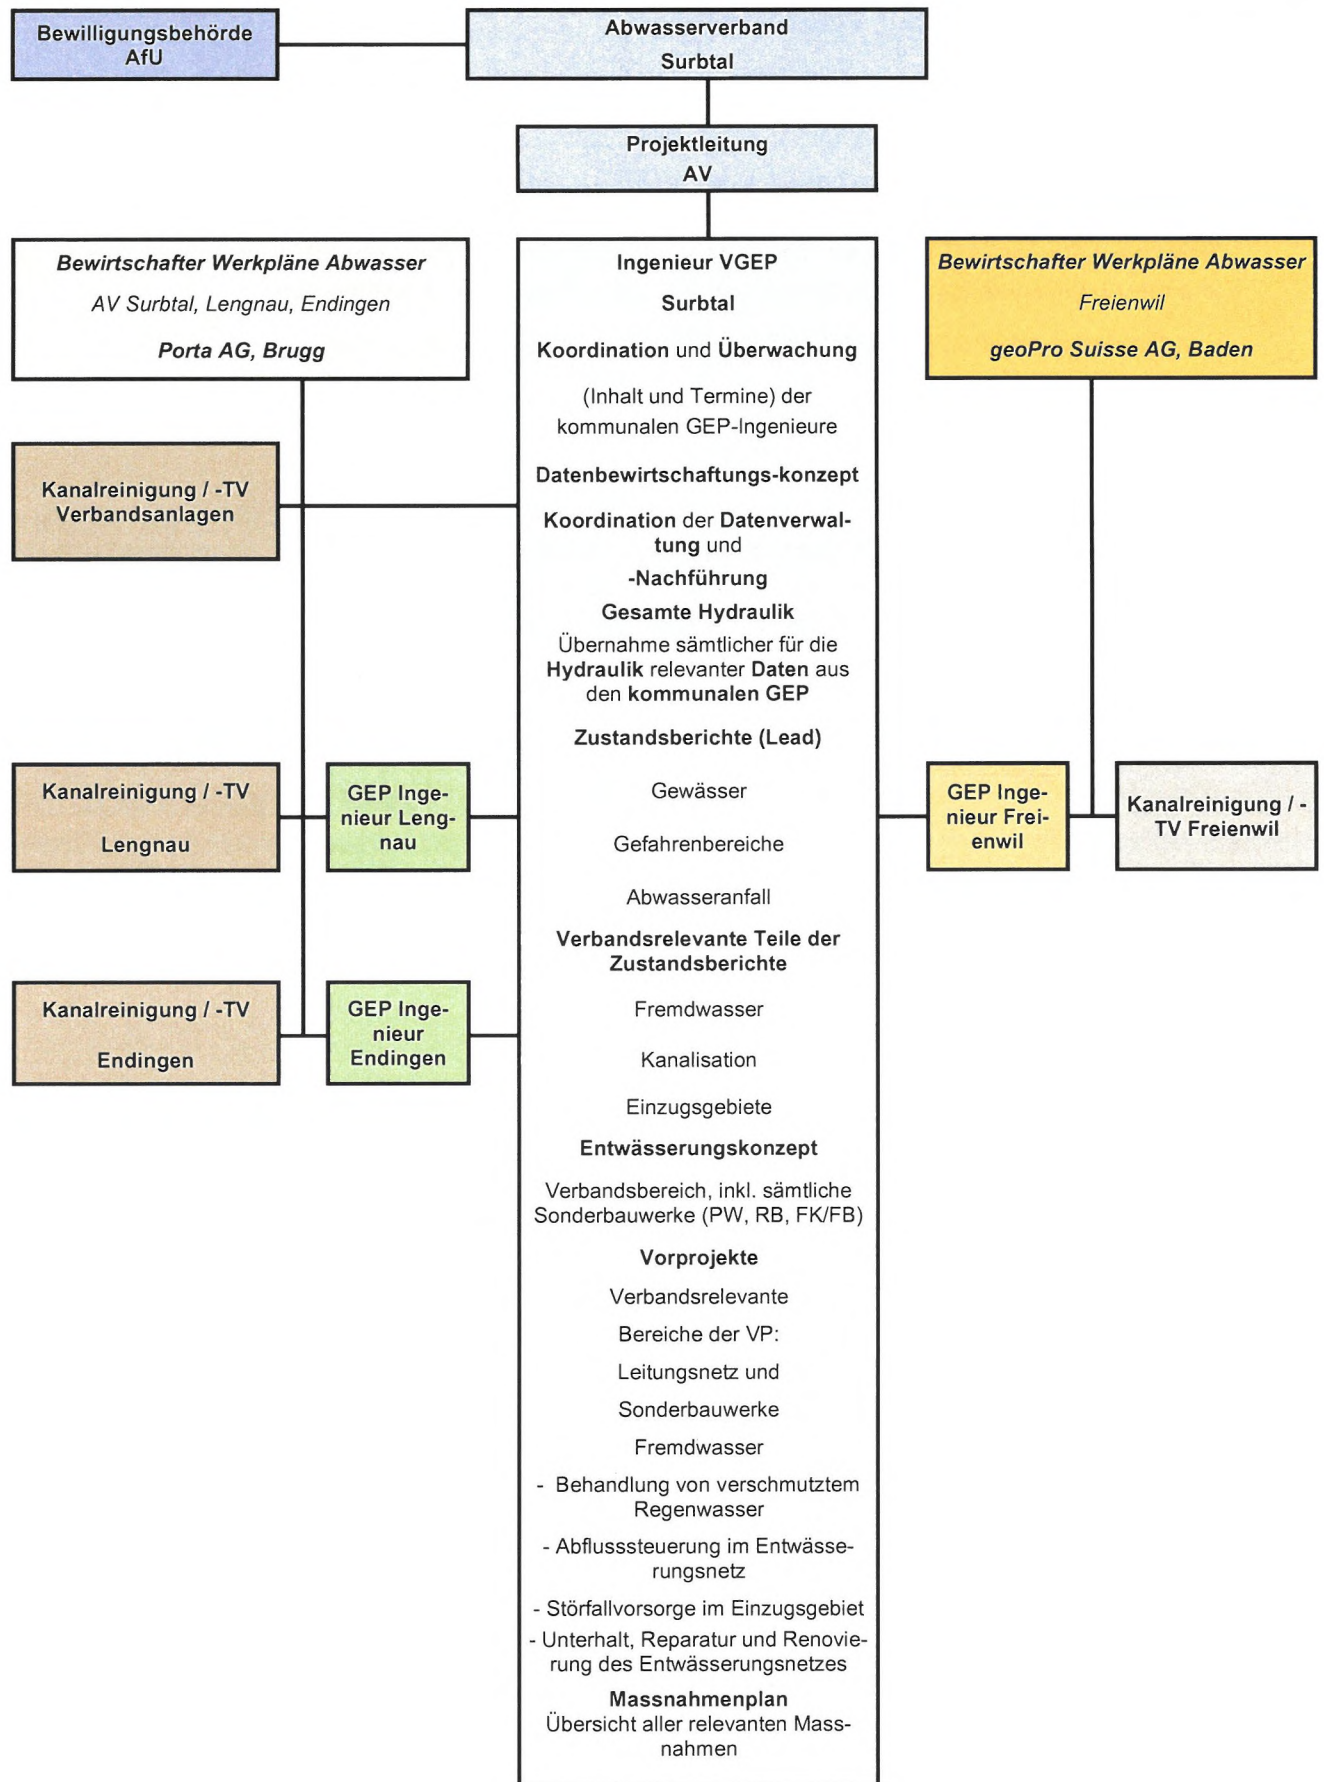 Bewilligungsbehörde
AfU
Abwasserverband
Surbtal
Projektleitung
AV
Bewirtschafter Werkpläne Abwasser
AV Surbtal, Lengnau, Endingen
Porta AG, Brugg
Ingenieur VGEP
Surbtal
Koordination und Überwachung
(Inhalt und Termine) der
kommunalen GEP-Ingenieure
Datenbewirtschaftungs-konzept
Koordination der Datenverwal-
tung und
-Nachführung
Gesamte Hydraulik
Übernahme sämtlicher für die
Hydraulik relevanter Daten aus
den kommunalen GEP
Zustandsberichte (Lead)
Gewässer
Gefahrenbereiche
Abwasseranfall
Verbandsrelevante Teile der
Zustandsberichte
Fremdwasser
Kanalisation
Einzugsgebiete
Entwässerungskonzept
Verbandsbereich, inkl. sämtliche
Sonderbauwerke (PW, RB, FK/FB)
Vorprojekte
Verbandsrelevante
Bereiche der VP:
Leitungsnetz und
Sonderbauwerke
Fremdwasser
- Behandlung von verschmutztem
Regenwasser
- Abflusssteuerung im Entwässe-
rungsnetz
- Störfallvorsorge im Einzugsgebiet
- Unterhalt, Reparatur und Renovie-
rung des Entwässerungsnetzes
Massnahmenplan
Übersicht aller relevanten Mass-
nahmen
Bewirtschafter Werkpläne Abwasser
Freienwil
geoPro Suisse AG, Baden
Kanalreinigung / -TV
Verbandsanlagen
Kanalreinigung / -TV
Lengnau
GEP Inge-
nieur Leng-
nau
GEP Inge-
nieur Frei-
enwil
Kanalreinigung / -
TV Freienwil
Kanalreinigung / -TV
Endingen
GEP Inge-
nieur
Endingen